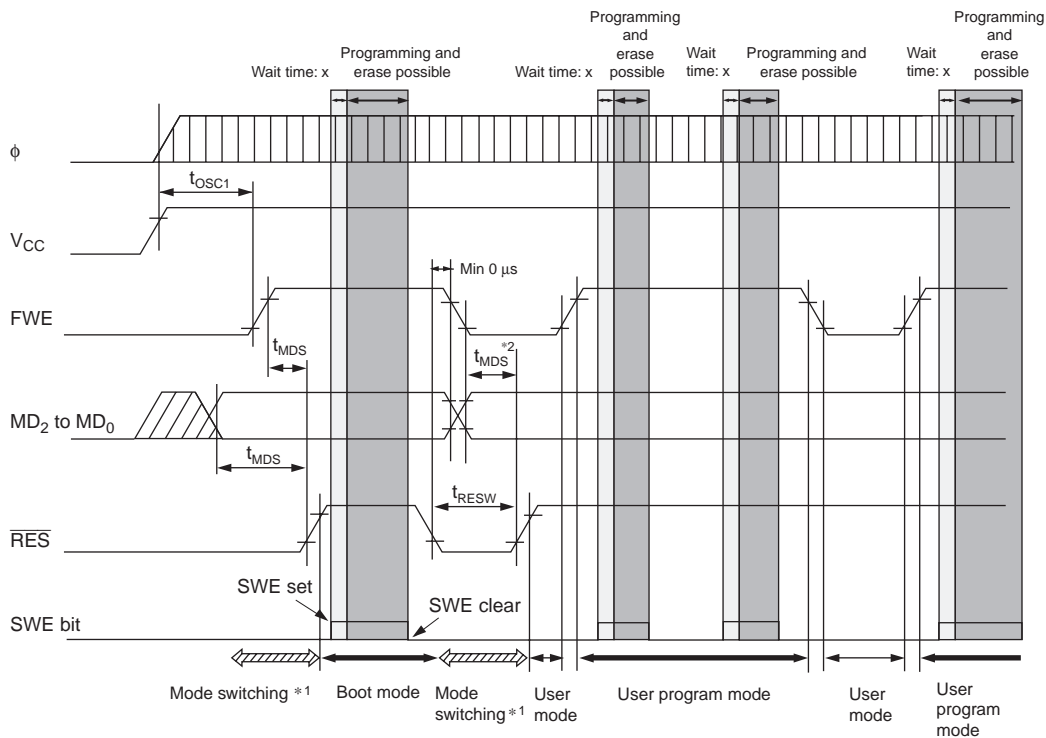 Programming
and
erase
possible
Programming
and
erase
possible
Programming and
erase possible
Wait
time: x
Programming and
erase possible
Wait
time: x
Wait time: x
Wait time: x
ϕ
tOSC1
VCC
Min 0 μs
FWE
tMDS
tMDS*2
MD2 to MD0
tMDS
tRESW
RES
SWE set
SWE clear
SWE bit
Mode switching *1
Boot mode
Mode
switching*1
User
mode
User program mode
User
mode
User
program
mode